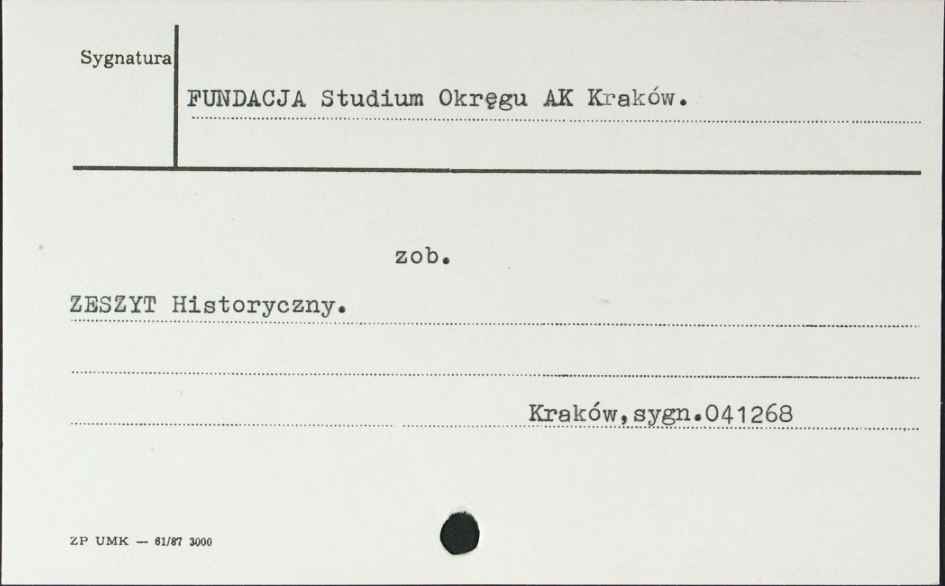 Sygnatura
FUNDACJA Studium Okręgu AK Kraków.
zob.
ZESZYT Historyczny.
Kraków,sygn.041268
ZP UMK — 61/87 3000